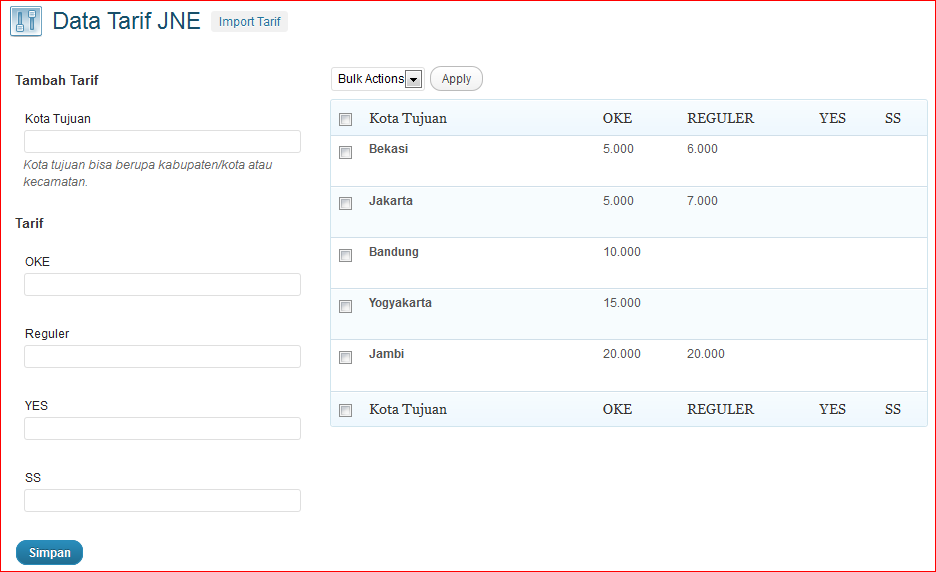 Data Tarif JNE Import Tarif
Tambah Tarif
Kota Tujuan
Kota tujuan bisa berupa kabupaten/kota atau
kecamatan.
Tarif
OKE
Reguler
YES
SS
Simpan
Bulk Actions Apply
Kota Tujuan OKE REGULER YES SS
Bekasi 5.000 6.000
Jakarta 5.000 7.000
Bandung 10.000
Yogyakarta 15.000
Jambi 20.000 20.000
Kota Tujuan OKE REGULER YES SS